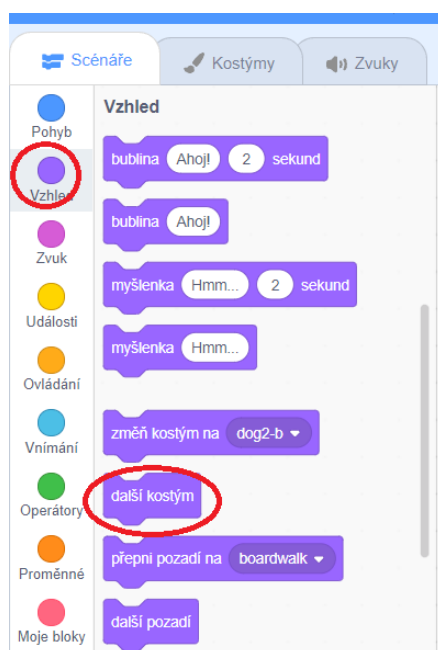 Scénáře Kostýmy Zvuky
Pohyb
Vzhled
Zvuk
Události
Ovládání
Vnímání
Operátory
Proměnné
Moje bloky
Vzhled
bublina Ahoj! 2 sekund
bublina Ahoj!
myšlenka Hmm... 2 sekund
myšlenka Hmm...
změň kostým na dog2-b
další kostým
přepni pozadí na boardwalk
další pozadí